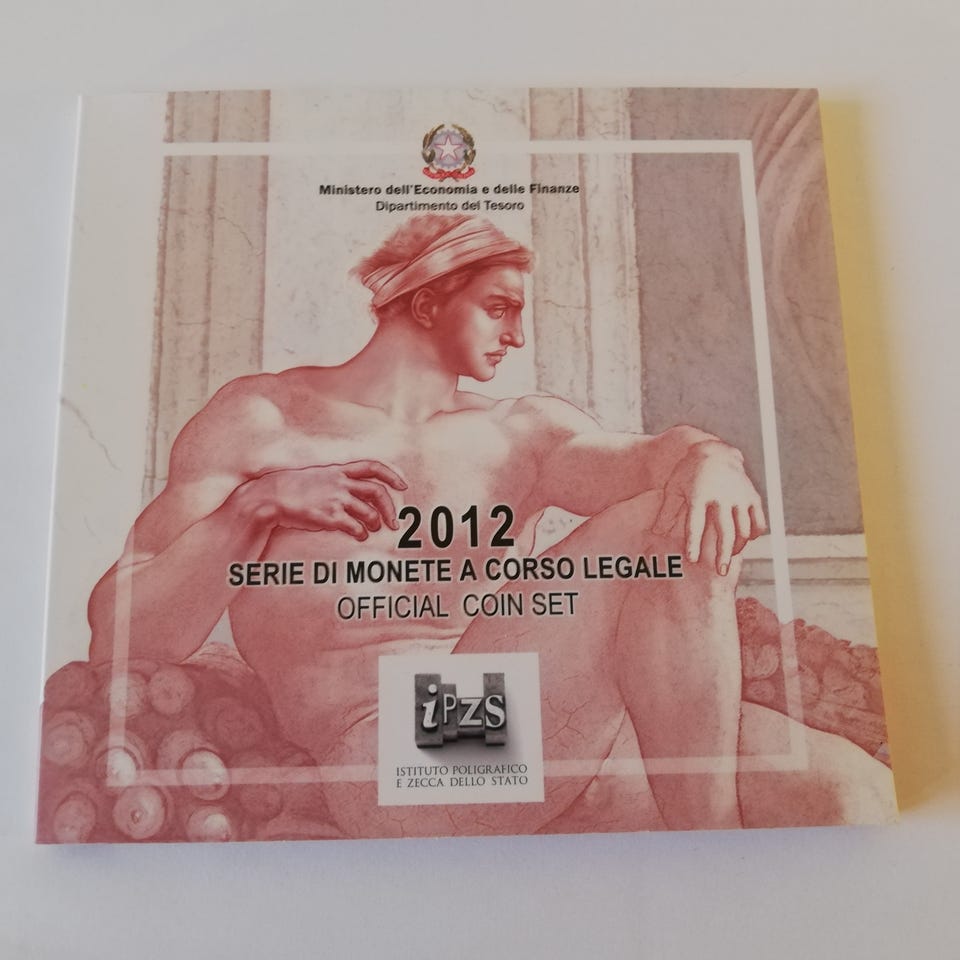 Ministero dell'Economia e delle Finanze
Dipartimento del Tesoro
2012
SERIE DI MONETE A CORSO LEGALE
OFFICIAL COIN SET
iPZS
ISTITUTO POLIGRAFICO
E ZECCA DELLO STATO